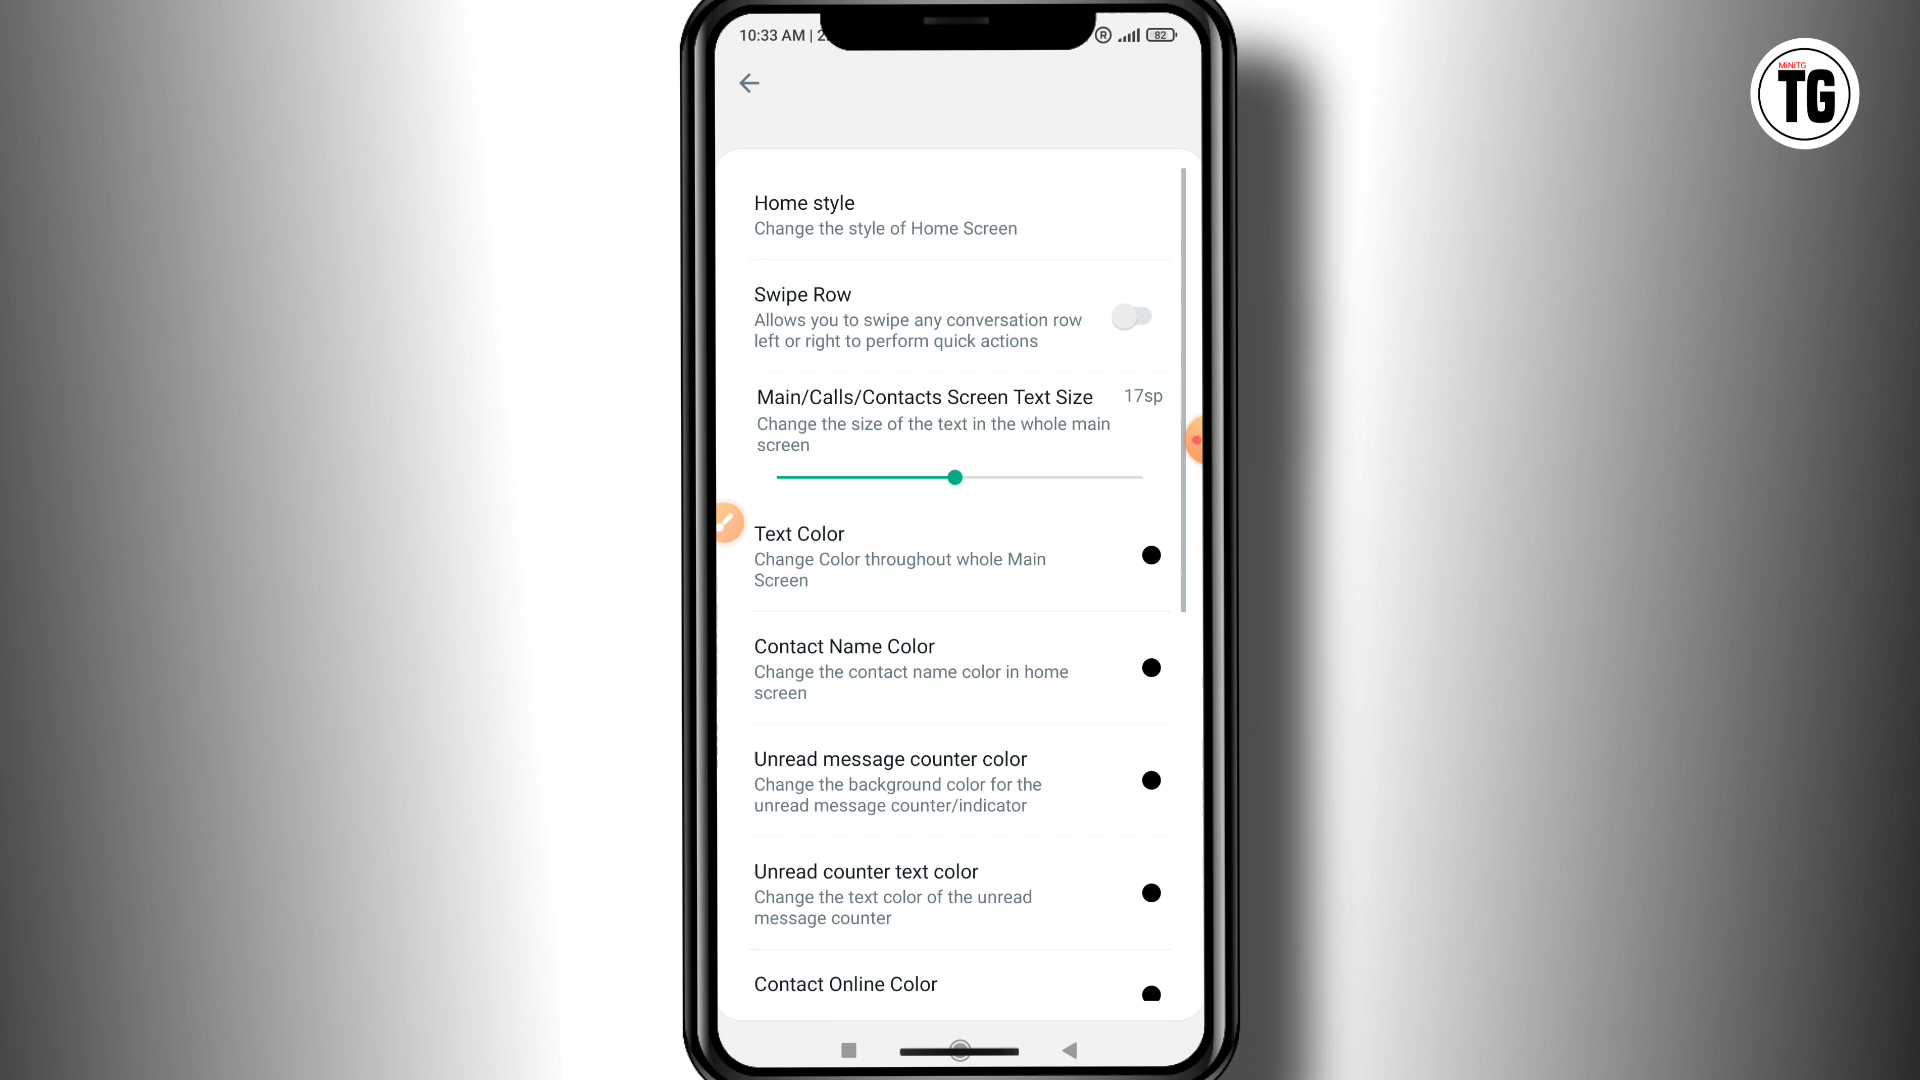 10:33 AM | 2
R
82
MiNiTG
TG
Home style
Change the style of Home Screen
Swipe Row
Allows you to swipe any conversation row
left or right to perform quick actions
Main/Calls/Contacts Screen Text Size 17sp
Change the size of the text in the whole main
screen
Text Color
Change Color throughout whole Main
Screen
Contact Name Color
Change the contact name color in home
screen
Unread message counter color
Change the background color for the
unread message counter/indicator
Unread counter text color
Change the text color of the unread
message counter
Contact Online Color